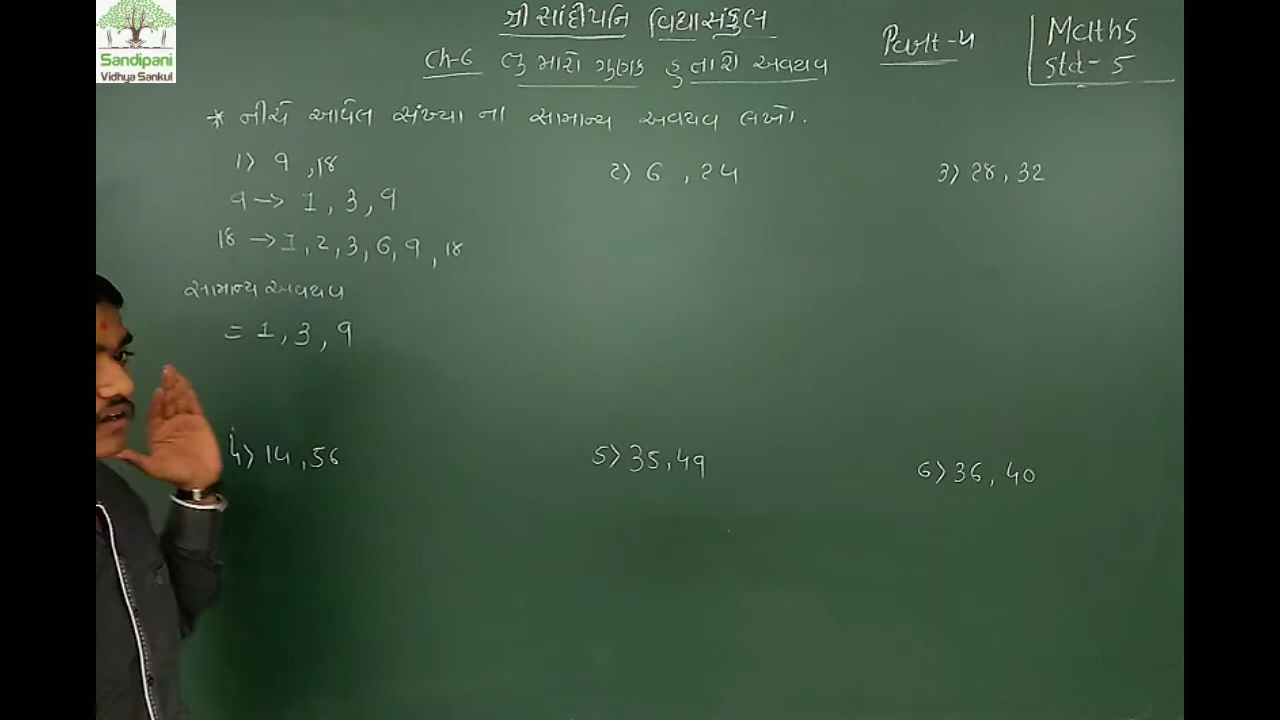 Sandipani
Vidhya Sankul
શ્રી સાંદીપનિ વિદ્યાસંકુલ
Ch-6 હુ તમારો ગુણક હુ તારો અવયવ
Part-4
Maths
Std-5
* નીચે આપેલ સંખ્યા ના સામાન્ય અવયવ લખો.
1) 9, 18
9 → 1, 3, 9
18 → 1, 2, 3, 6, 9, 18
સામાન્ય અવયવ
= 1, 3, 9
2) 6, 24
3) 28, 32
4) 14, 56
5) 35, 49
6) 36, 40